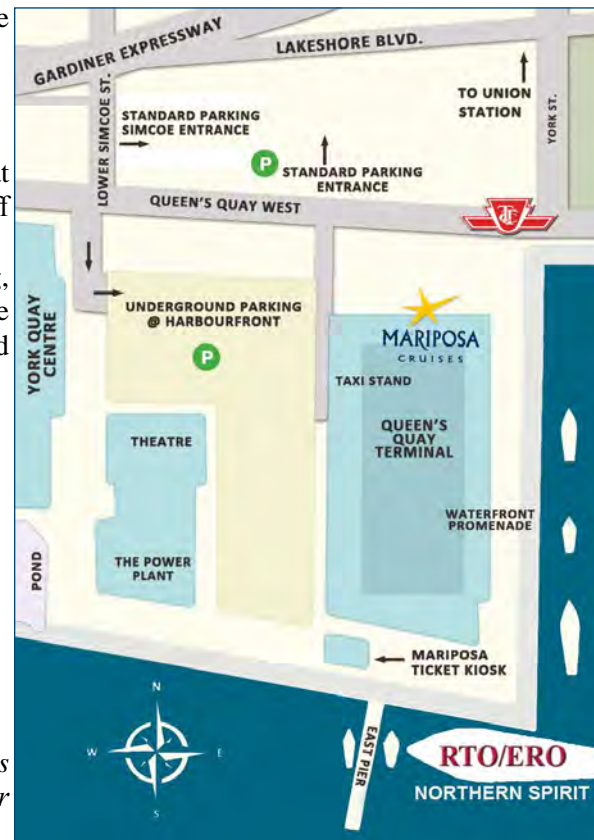 GARDINER EXPRESSWAY
LAKESHORE BLVD.
LOWER SIMCOE ST.
STANDARD PARKING
SIMCOE ENTRANCE
TO UNION
STATION
YORK ST.
P
STANDARD PARKING
ENTRANCE
QUEEN'S QUAY WEST
TTC
YORK QUAY
CENTRE
UNDERGROUND PARKING
@ HARBOURFRONT
P
MARIPOSA
CRUISES
TAXI STAND
THEATRE
QUEEN'S
QUAY
TERMINAL
WATERFRONT
PROMENADE
POND
THE POWER
PLANT
MARIPOSA
TICKET KIOSK
N
W
E
S
EAST PIER
RTO/ERO
NORTHERN SPIRIT